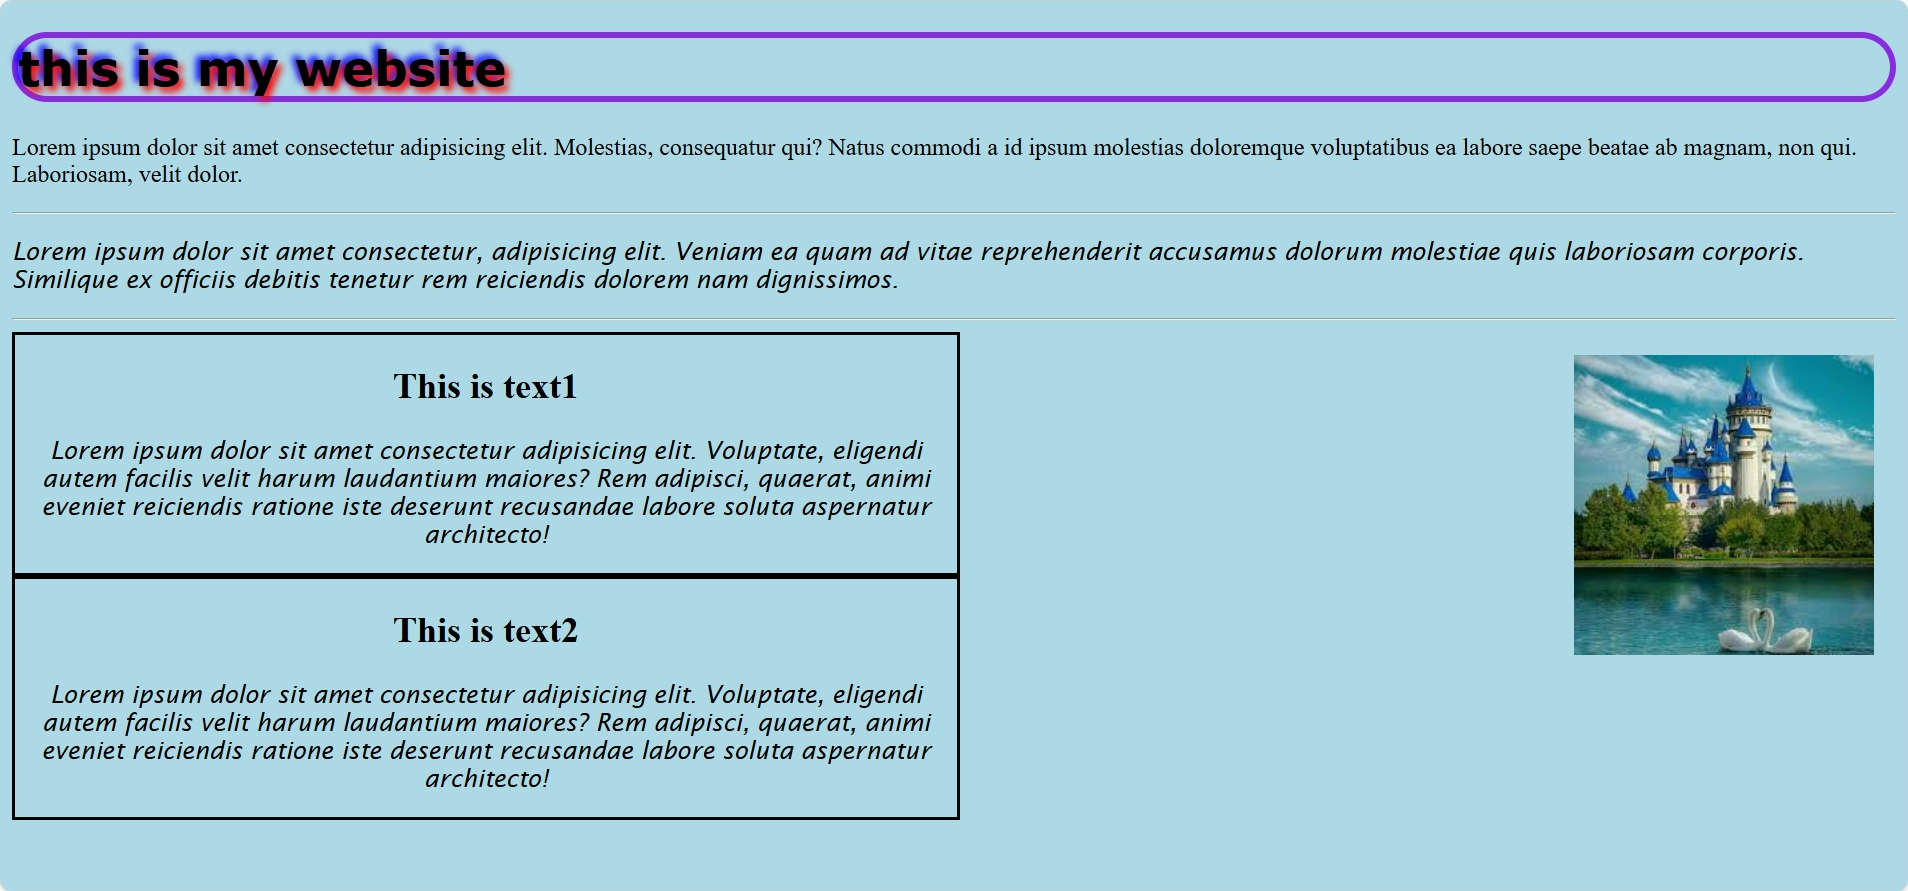 this is my website
Lorem ipsum dolor sit amet consectetur adipisicing elit. Molestias, consequatur qui? Natus commodi a id ipsum molestias doloremque voluptatibus ea labore saepe beatae ab magnam, non qui.
Laboriosam, velit dolor.
Lorem ipsum dolor sit amet consectetur, adipisicing elit. Veniam ea quam ad vitae reprehenderit accusamus dolorum molestiae quis laboriosam corporis.
Similique ex officiis debitis tenetur rem reiciendis dolorem nam dignissimos.
This is text1
Lorem ipsum dolor sit amet consectetur adipisicing elit. Voluptate, eligendi
autem facilis velit harum laudantium maiores? Rem adipisci, quaerat, animi
eveniet reiciendis ratione iste deserunt recusandae labore soluta aspernatur
architecto!
This is text2
Lorem ipsum dolor sit amet consectetur adipisicing elit. Voluptate, eligendi
autem facilis velit harum laudantium maiores? Rem adipisci, quaerat, animi
eveniet reiciendis ratione iste deserunt recusandae labore soluta aspernatur
architecto!